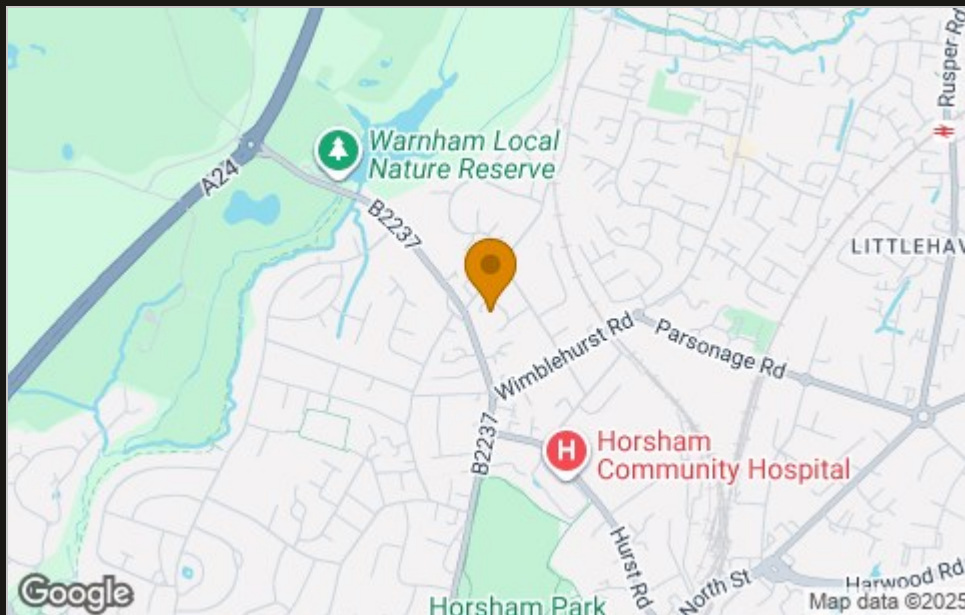 Rusper Rd
Warnham Local
Nature Reserve
A24
B2237
LITTLEHAV
Wimblehurst Rd
Parsonage Rd
B2237
H
Horsham
Community Hospital
Hurst Rd
North St
Harwood Rd
Horsham Park
Google
Map data ©2025